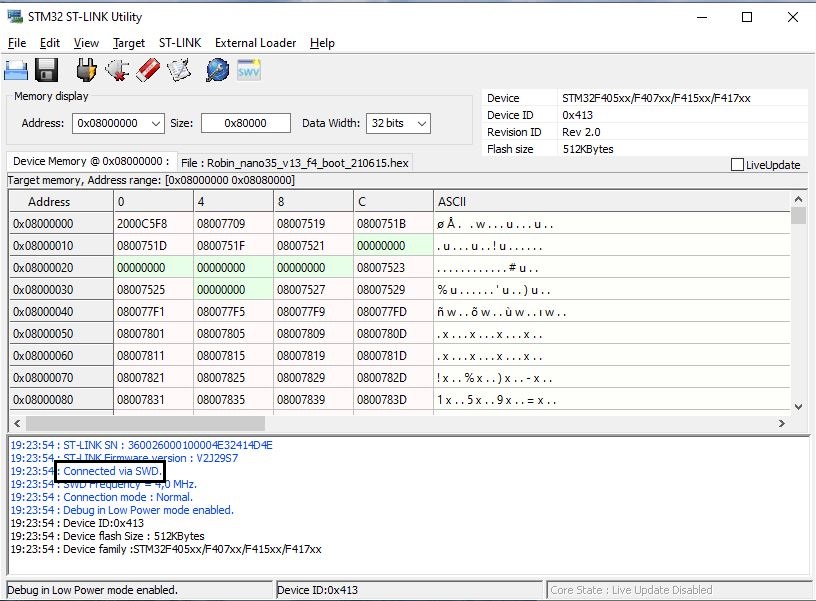 STM32 ST-LINK Utility
File Edit View Target ST-LINK External Loader Help
SWV
Memory display
Address: 0x08000000 Size: 0x80000 Data Width: 32 bits
Device STM32F405xx/F407xx/F415xx/F417xx
Device ID 0x413
Revision ID Rev 2.0
Flash size 512KBytes
LiveUpdate
Device Memory @ 0x08000000 : File : Robin_nano35_v13_f4_boot_210615.hex
Target memory, Address range: [0x08000000 0x08080000]
Address 0 4 8 C ASCII
0x08000000 2000C5F8 08007709 08007519 0800751B øÅ. .w...u...u..
0x08000010 0800751D 0800751F 08007521 00000000 .u...u..!u......
0x08000020 00000000 00000000 00000000 08007523 ............#u..
0x08000030 08007525 00000000 08007527 08007529 %u......'u..)u..
0x08000040 080077F1 080077F5 080077F9 080077FD ñw..õw..ùw..ıw..
0x08000050 08007801 08007805 08007809 0800780D .x...x...x...x..
0x08000060 08007811 08007815 08007819 0800781D .x...x...x...x..
0x08000070 08007821 08007825 08007829 0800782D !x..%x..)x..-x..
0x08000080 08007831 08007835 08007839 0800783D 1x..5x..9x..=x..
19:23:54 : ST-LINK SN : 360026000100004E32414D4E
19:23:54 : ST-LINK Firmware version : V2J29S7
19:23:54 : Connected via SWD.
19:23:54 : SWD Frequency = 4,0 MHz.
19:23:54 : Connection mode : Normal.
19:23:54 : Debug in Low Power mode enabled.
19:23:54 : Device ID:0x413
19:23:54 : Device flash Size : 512KBytes
19:23:54 : Device family :STM32F405xx/F407xx/F415xx/F417xx
Debug in Low Power mode enabled. Device ID:0x413 Core State : Live Update Disabled